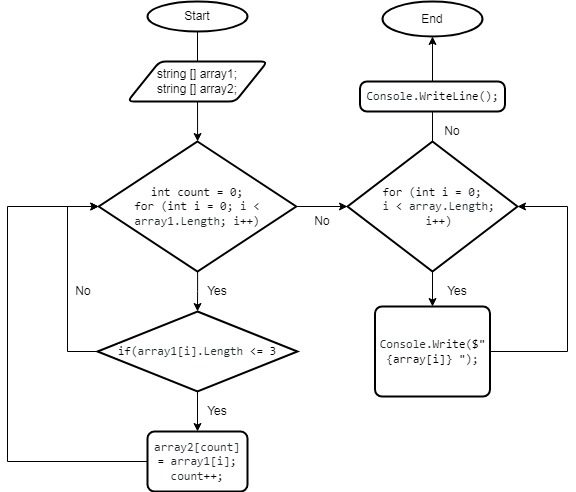 Start
string [] array1;
string [] array2;
int count = 0;
for (int i = 0; i <
array1.Length; i++)
No
Yes
No
if(array1[i].Length <= 3
Yes
array2[count]
= array1[i];
count++;
End
Console.WriteLine();
No
for (int i = 0;
i < array.Length;
i++)
Yes
Console.Write($"
{array[i]} ");